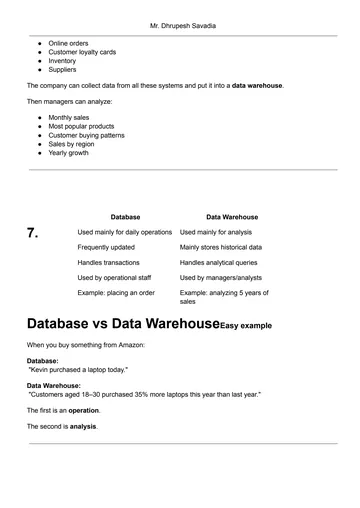 Mr. Dhrupesh Savadia
● Online orders
● Customer loyalty cards
● Inventory
● Suppliers
The company can collect data from all these systems and put it into a data warehouse.
Then managers can analyze:
● Monthly sales
● Most popular products
● Customer buying patterns
● Sales by region
● Yearly growth
Database Data Warehouse
7. Used mainly for daily operations Used mainly for analysis
Frequently updated Mainly stores historical data
Handles transactions Handles analytical queries
Used by operational staff Used by managers/analysts
Example: placing an order Example: analyzing 5 years of
sales
Database vs Data WarehouseEasy example
When you buy something from Amazon:
Database:
"Kevin purchased a laptop today."
Data Warehouse:
"Customers aged 18–30 purchased 35% more laptops this year than last year."
The first is an operation.
The second is analysis.